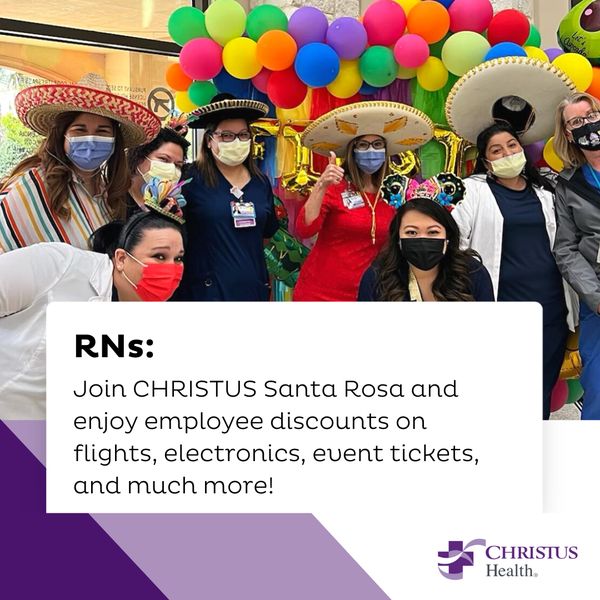 RNs:
Join CHRISTUS Santa Rosa and
enjoy employee discounts on
flights, electronics, event tickets,
and much more!
CHRISTUS
Health®